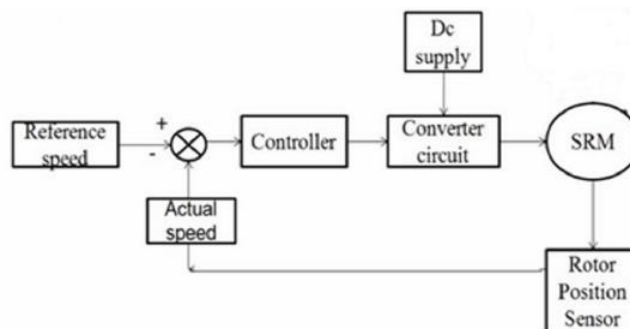 Dc
supply
+
-
Reference
speed
Controller
Converter
circuit
SRM
Actual
speed
Rotor
Position
Sensor